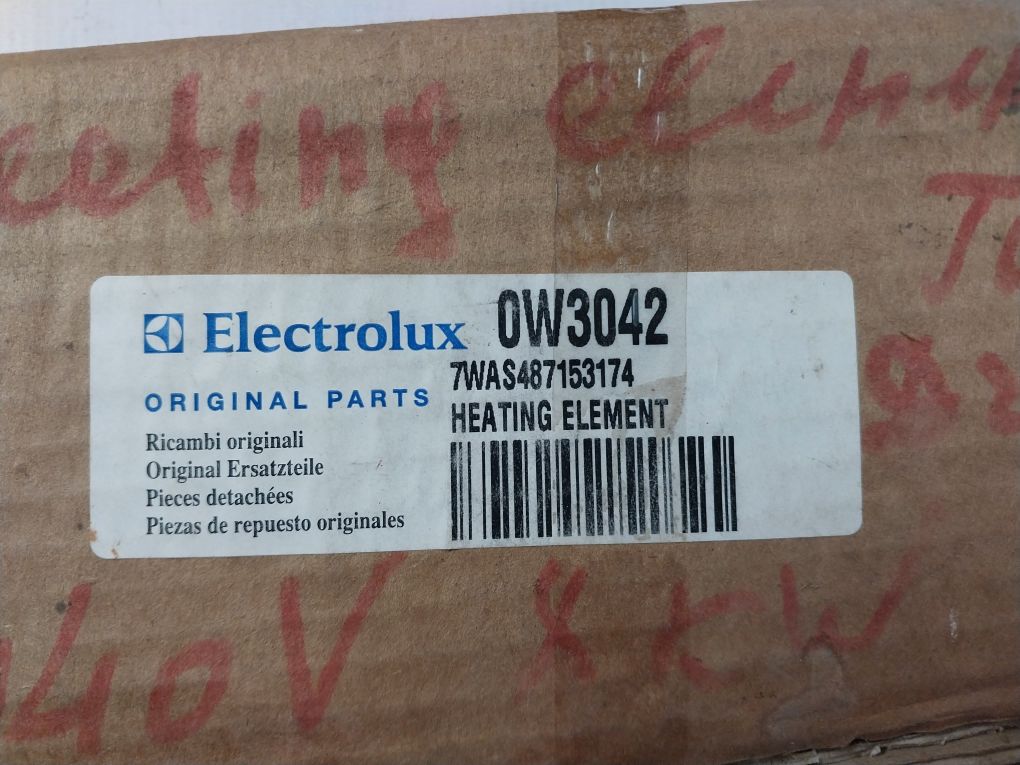 eating elem
Electrolux 0W3042
7WAS487153174
ORIGINAL PARTS
HEATING ELEMENT
Ricambi originali
Original Ersatzteile
Pieces detachées
Piezas de repuesto originales
40V 8KW